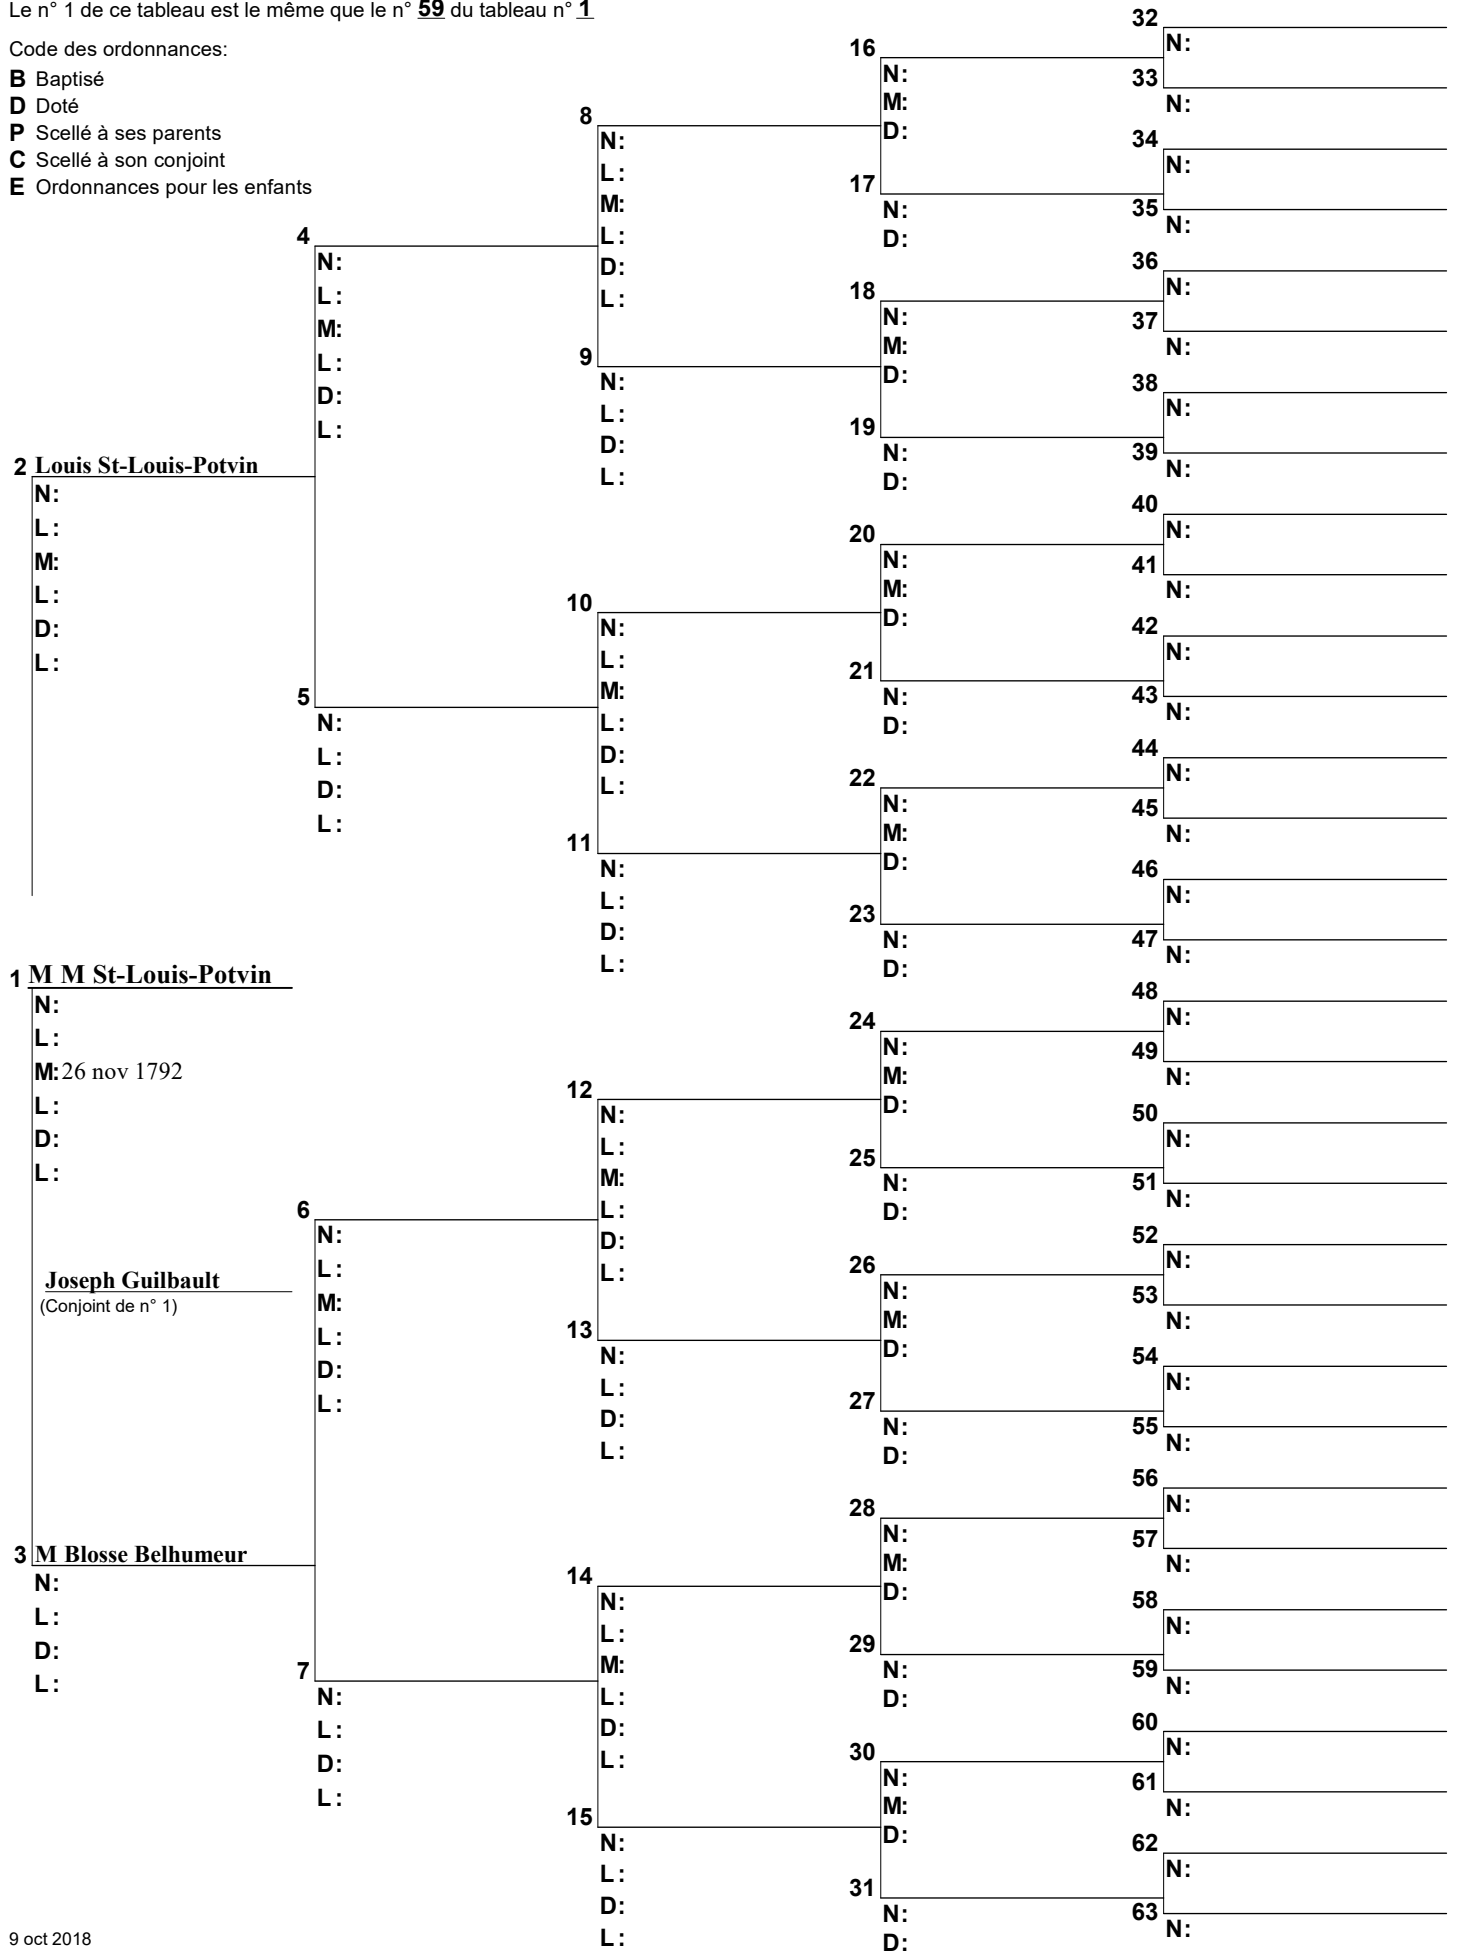 Le n° 1 de ce tableau est le même que le n° 59 du tableau n° 1
Code des ordonnances:
B Baptisé
D Doté
P Scellé à ses parents
C Scellé à son conjoint
E Ordonnances pour les enfants
2 Louis St-Louis-Potvin
N:
L:
M:
L:
D:
L:
1 M M St-Louis-Potvin
N:
L:
M: 26 nov 1792
L:
D:
L:
Joseph Guilbault
(Conjoint de n° 1)
3 M Blosse Belhumeur
N:
L:
D:
L:
4
N:
L:
M:
L:
D:
L:
5
N:
L:
D:
L:
6
N:
L:
M:
L:
D:
L:
7
N:
L:
D:
L:
8
N:
L:
M:
L:
D:
L:
9
N:
L:
D:
L:
10
N:
L:
M:
L:
D:
L:
11
N:
L:
D:
L:
12
N:
L:
M:
L:
D:
L:
13
N:
L:
D:
L:
14
N:
L:
M:
L:
D:
L:
15
N:
L:
D:
L:
16
N:
M:
D:
17
N:
D:
18
N:
M:
D:
19
N:
D:
20
N:
M:
D:
21
N:
D:
22
N:
M:
D:
23
N:
D:
24
N:
M:
D:
25
N:
D:
26
N:
M:
D:
27
N:
D:
28
N:
M:
D:
29
N:
D:
30
N:
M:
D:
31
N:
D:
32
N:
33
N:
34
N:
35
N:
36
N:
37
N:
38
N:
39
N:
40
N:
41
N:
42
N:
43
N:
44
N:
45
N:
46
N:
47
N:
48
N:
49
N:
50
N:
51
N:
52
N:
53
N:
54
N:
55
N:
56
N:
57
N:
58
N:
59
N:
60
N:
61
N:
62
N:
63
N:
9 oct 2018